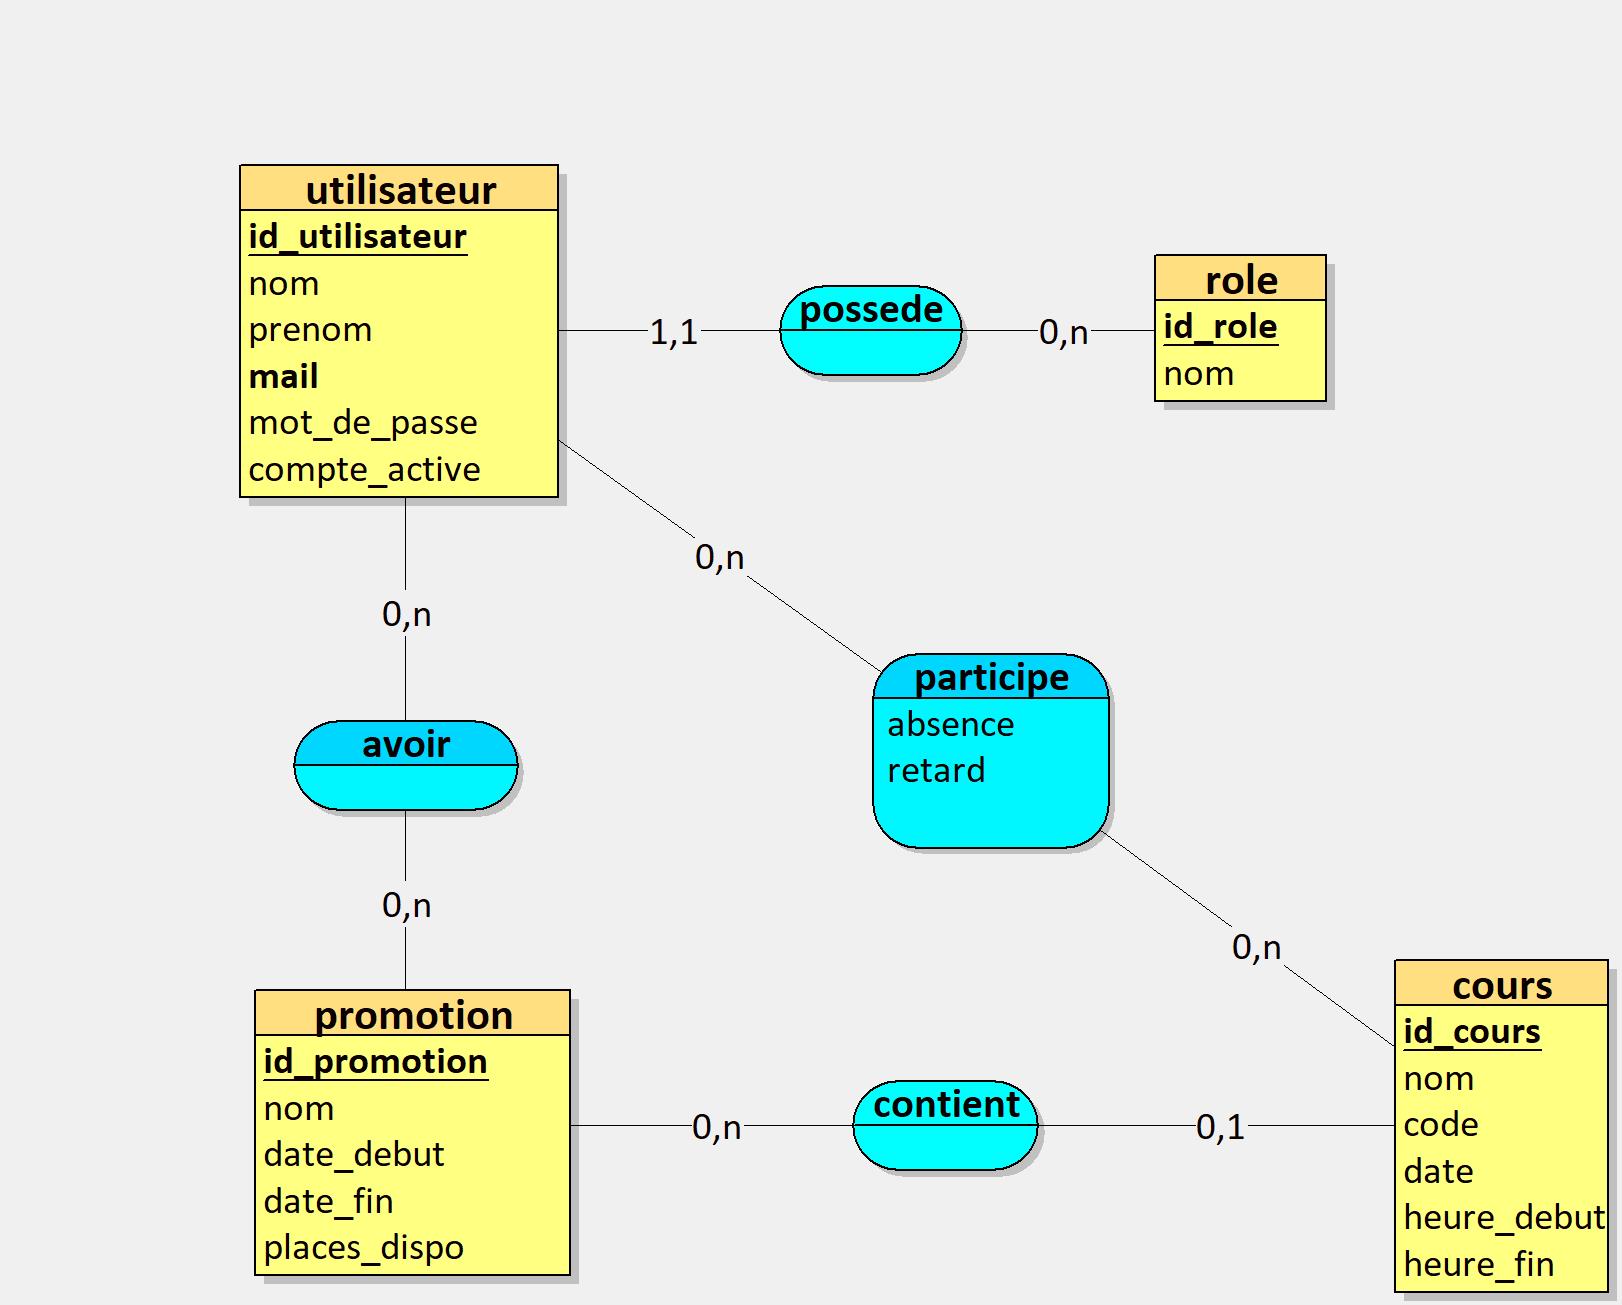 utilisateur
id_utilisateur
nom
prenom
mail
mot_de_passe
compte_active
1,1
possede
0,n
role
id_role
nom
0,n
participe
absence
retard
0,n
0,n
avoir
0,n
promotion
id_promotion
nom
date_debut
date_fin
places_dispo
0,n
contient
0,1
cours
id_cours
nom
code
date
heure_debut
heure_fin